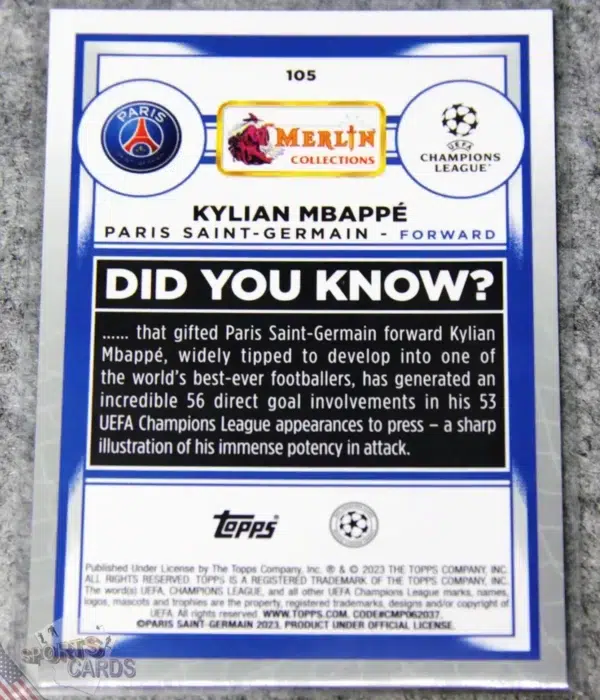 105
PARIS
MERLIN
COLLECTIONS
UEFA
CHAMPIONS
LEAGUE
KYLIAN MBAPPÉ
PARIS SAINT-GERMAIN - FORWARD
DID YOU KNOW?
...... that gifted Paris Saint-Germain forward Kylian
Mbappé, widely tipped to develop into one of
the world's best-ever footballers, has generated an
incredible 56 direct goal involvements in his 53
UEFA Champions League appearances to press – a sharp
illustration of his immense potency in attack.
topps
Published Under License by The Topps Company, Inc. ® & © 2023 THE TOPPS COMPANY, INC.
ALL RIGHTS RESERVED. TOPPS IS A REGISTERED TRADEMARK OF THE TOPPS COMPANY, INC.
The word(s) UEFA, CHAMPIONS LEAGUE, and all other UEFA Champions League marks, names,
logos, mascots and trophies are the property, registered trademarks, designs and/or copyright of
UEFA. All rights reserved. WWW.TOPPS.COM. CODE#CMP062037.
©PARIS SAINT-GERMAIN 2023. PRODUCT UNDER OFFICIAL LICENSE.
SPORTS
CARDS